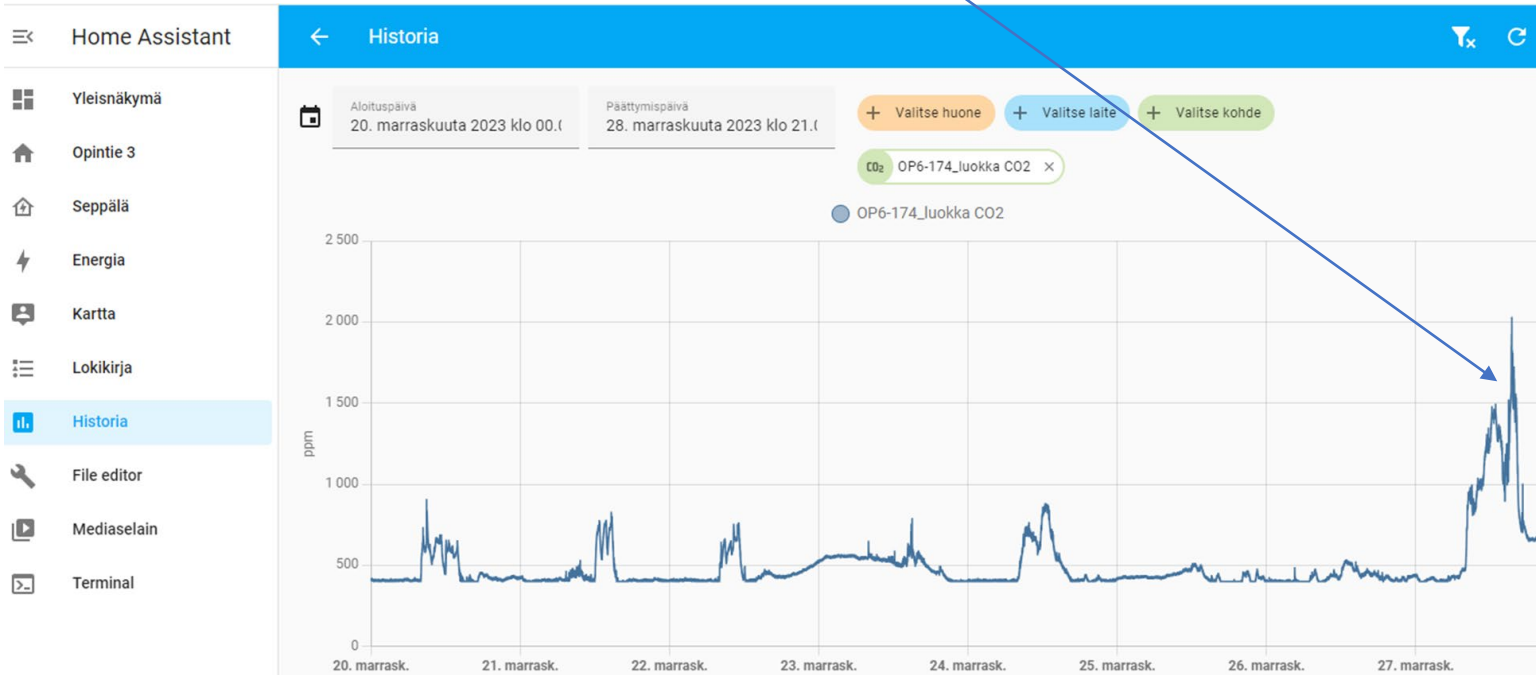 Home Assistant
Historia
Yleisnäkymä
Opintie 3
Seppälä
Energia
Kartta
Lokikirja
Historia
File editor
Mediaselain
Terminal
Aloituspäivä
20. marraskuuta 2023 klo 00.(
Päättymispäivä
28. marraskuuta 2023 klo 21.(
+ Valitse huone
+ Valitse laite
+ Valitse kohde
CO₂ OP6-174_luokka CO2 ×
OP6-174_luokka CO2
2 500
2 000
1 500
1 000
500
0
ppm
20. marrask. 21. marrask. 22. marrask. 23. marrask. 24. marrask. 25. marrask. 26. marrask. 27. marrask.